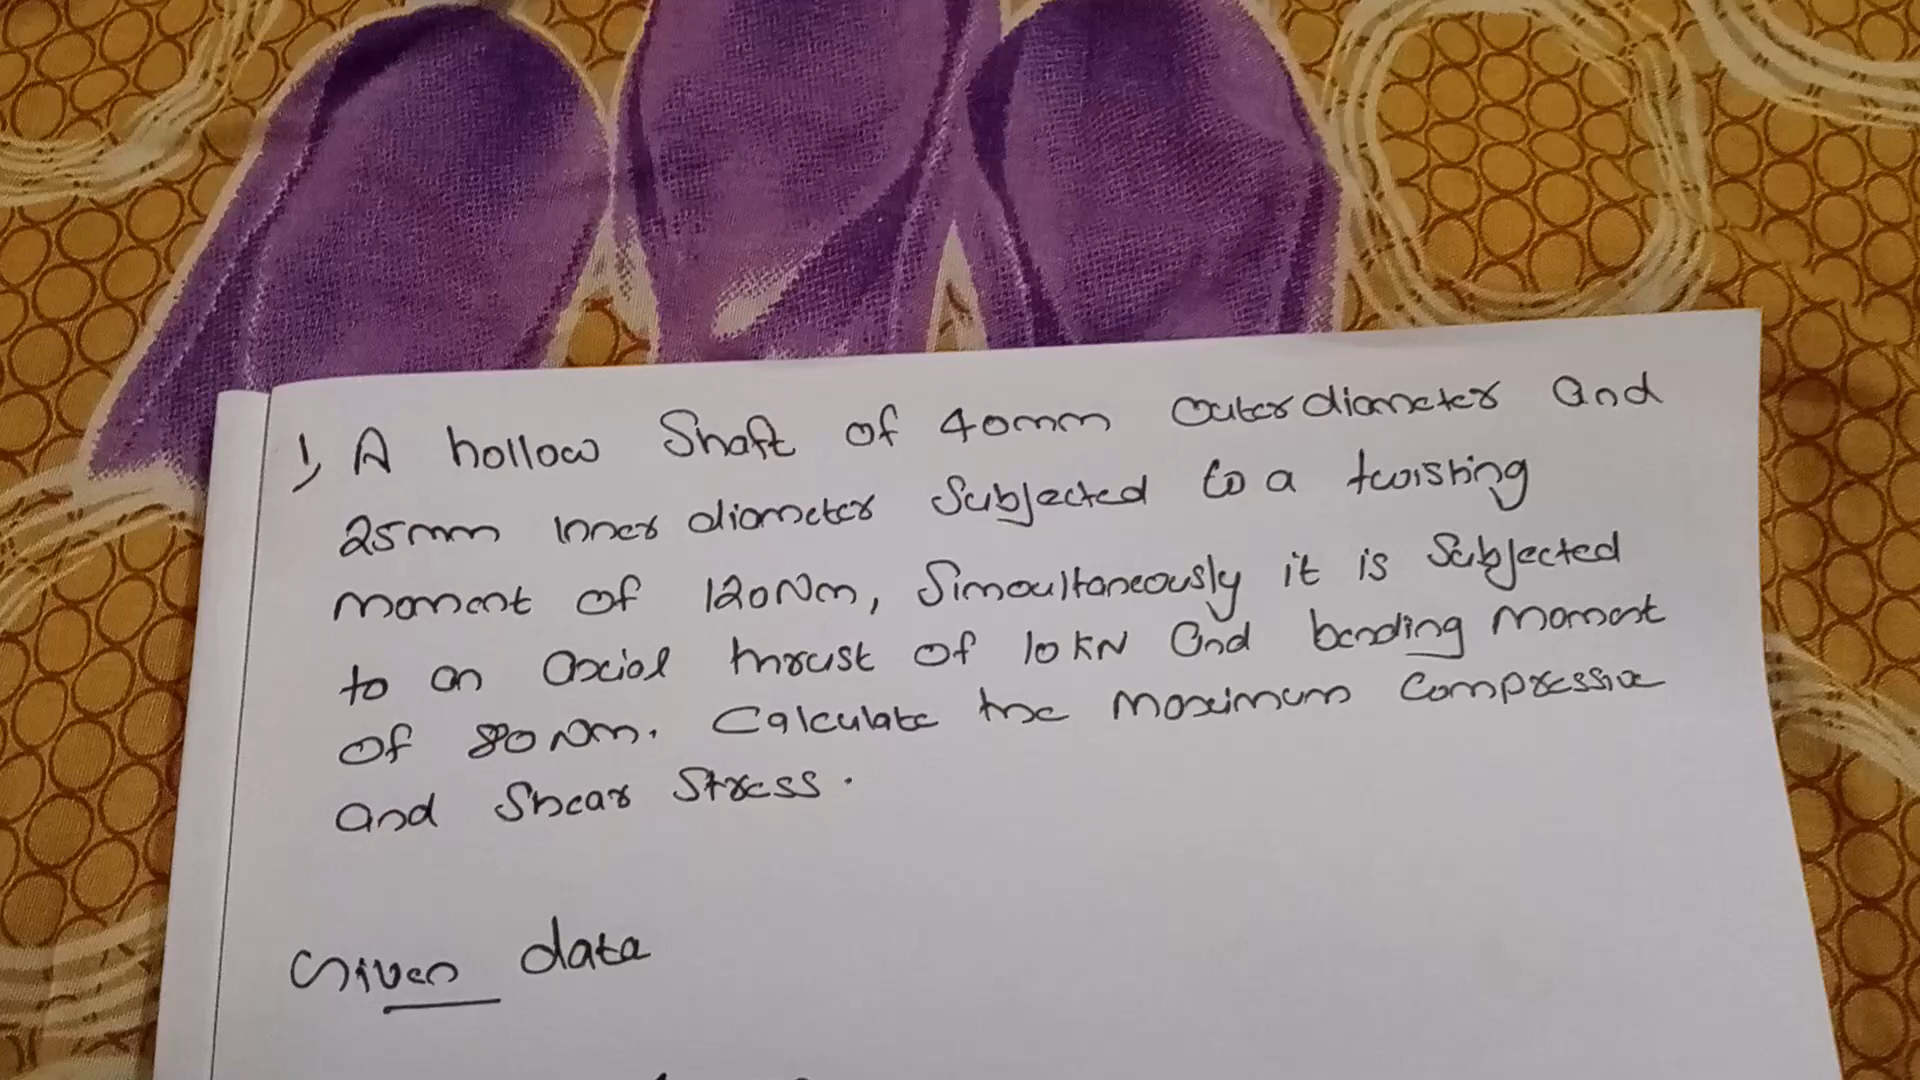 1, A hollow Shaft of 40mm Outer diameter and
25mm Inner diameter Subjected to a twisting
moment of 120Nm, Simoultaneously it is Subjected
to an axial thrust of 10KN and bending moment
of 80Nm. Calculate the maximum Compressive
and Shear Stress.
Given data